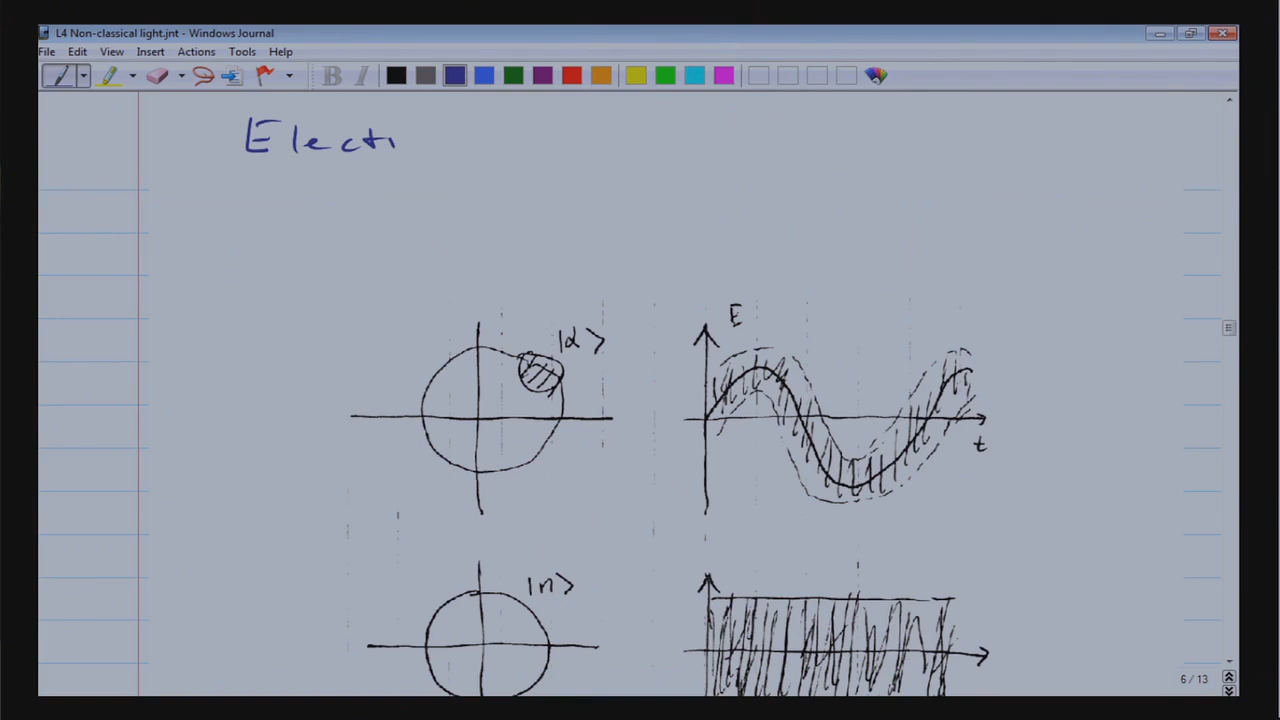 L4 Non-classical light.jnt - Windows Journal
File Edit View Insert Actions Tools Help
B I
Electr
|α> E
t
|n>
6 / 13